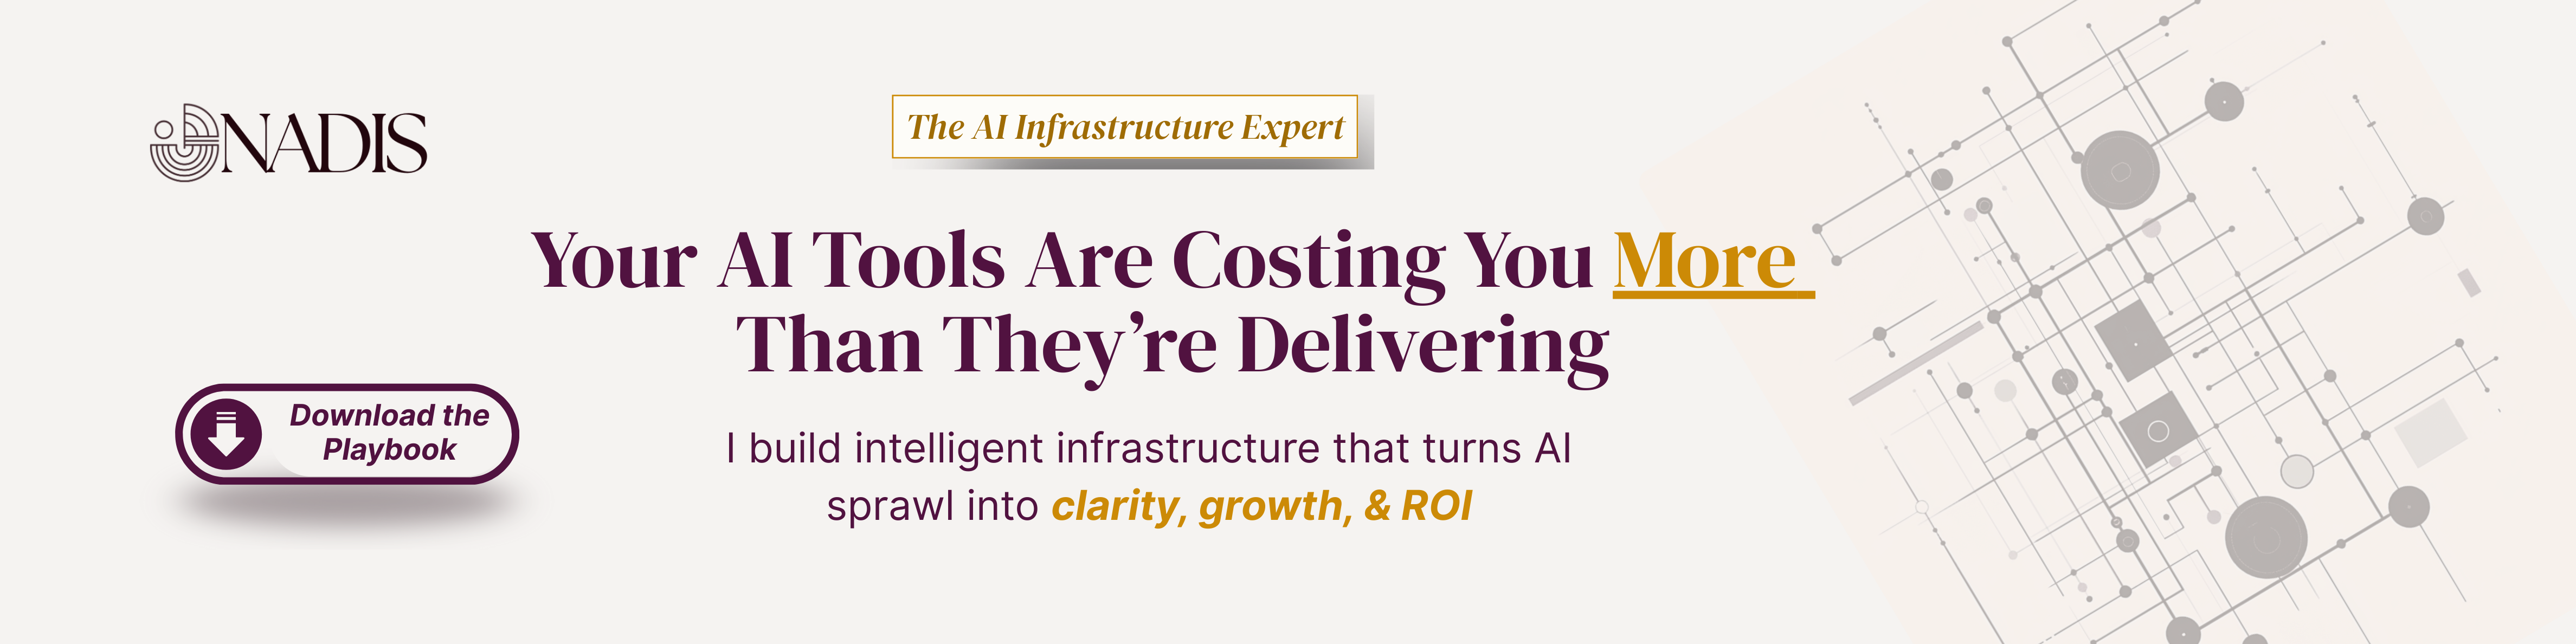 NADIS
The AI Infrastructure Expert
Your AI Tools Are Costing You More
Than They’re Delivering
Download the
Playbook
I build intelligent infrastructure that turns AI
sprawl into clarity, growth, & ROI